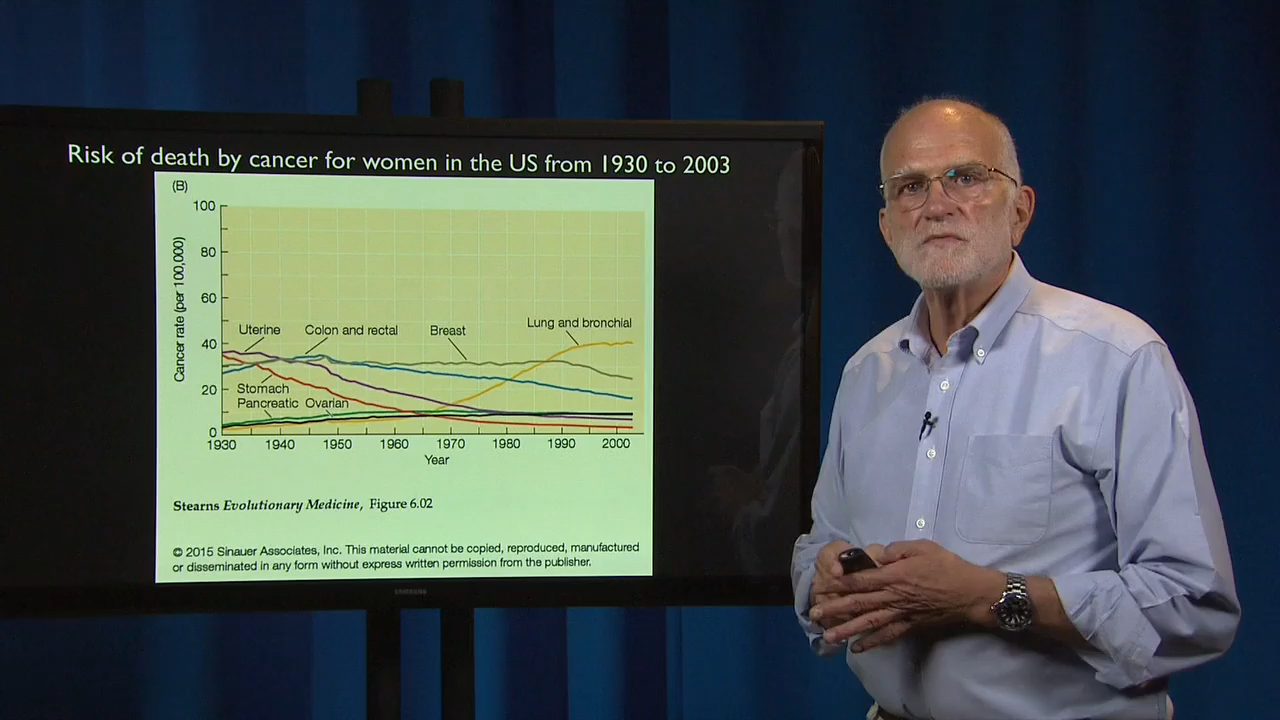 Risk of death by cancer for women in the US from 1930 to 2003
(B)
100
80
60
40
20
0
Cancer rate (per 100,000)
Uterine
Colon and rectal
Breast
Lung and bronchial
Stomach
Pancreatic
Ovarian
1930 1940 1950 1960 1970 1980 1990 2000
Year
Stearns Evolutionary Medicine, Figure 6.02
© 2015 Sinauer Associates, Inc. This material cannot be copied, reproduced, manufactured
or disseminated in any form without express written permission from the publisher.
SAMSUNG